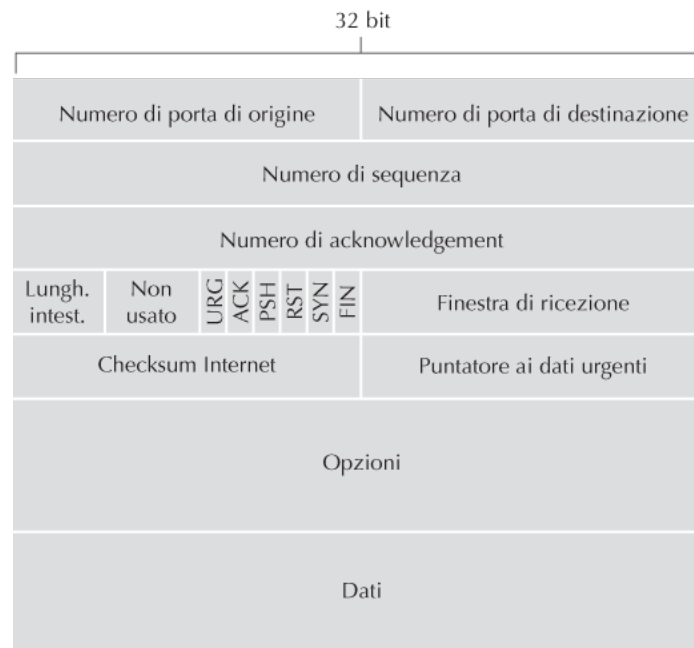 32 bit
Numero di porta di origine
Numero di porta di destinazione
Numero di sequenza
Numero di acknowledgement
Lungh.
intest.
Non
usato
URG
ACK
PSH
RST
SYN
FIN
Finestra di ricezione
Checksum Internet
Puntatore ai dati urgenti
Opzioni
Dati